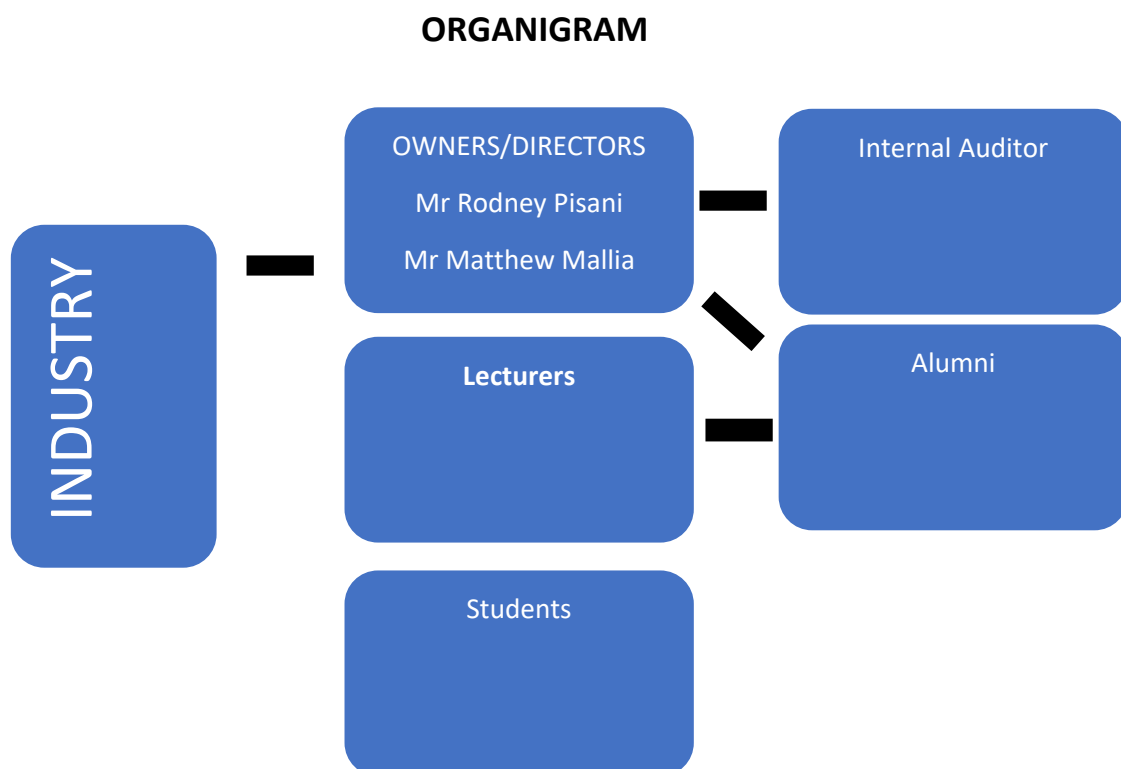 ORGANIGRAM
INDUSTRY
OWNERS/DIRECTORS
Mr Rodney Pisani
Mr Matthew Mallia
Internal Auditor
Lecturers
Alumni
Students